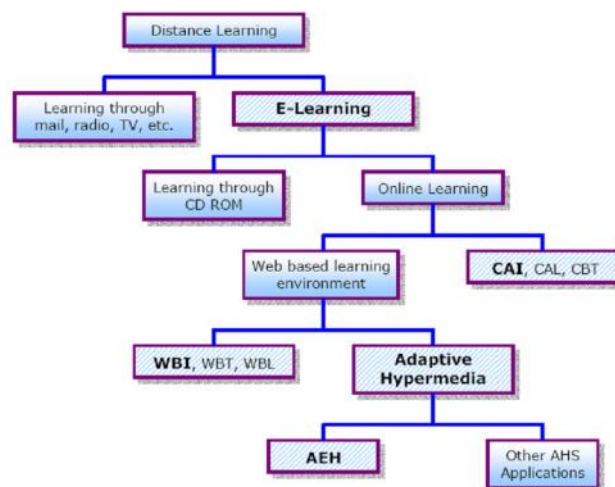 Distance Learning
Learning through
mail, radio, TV, etc.
E-Learning
Learning through
CD ROM
Online Learning
Web based learning
environment
CAI, CAL, CBT
WBI, WBT, WBL
Adaptive
Hypermedia
AEH
Other AHS
Applications